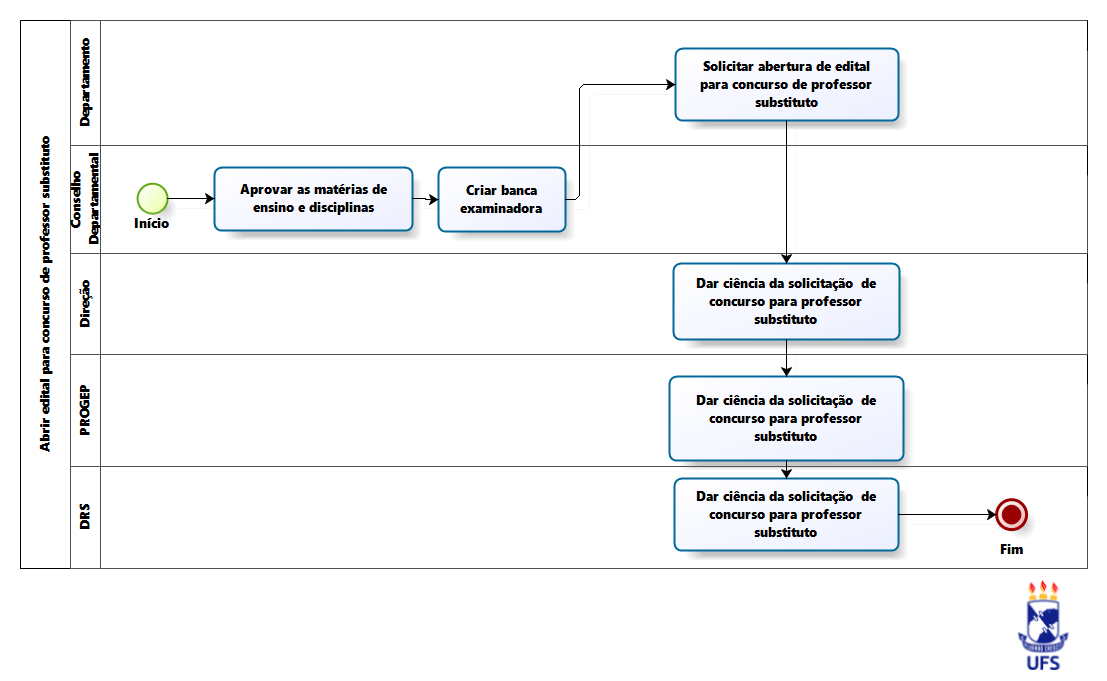 Abrir edital para concurso de professor substituto
Departamento
Solicitar abertura de edital
para concurso de professor
substituto
Conselho
Departamental
Início
Aprovar as matérias de
ensino e disciplinas
Criar banca
examinadora
Direção
Dar ciência da solicitação de
concurso para professor
substituto
PROGEP
Dar ciência da solicitação de
concurso para professor
substituto
DRS
Dar ciência da solicitação de
concurso para professor
substituto
Fim
UFS